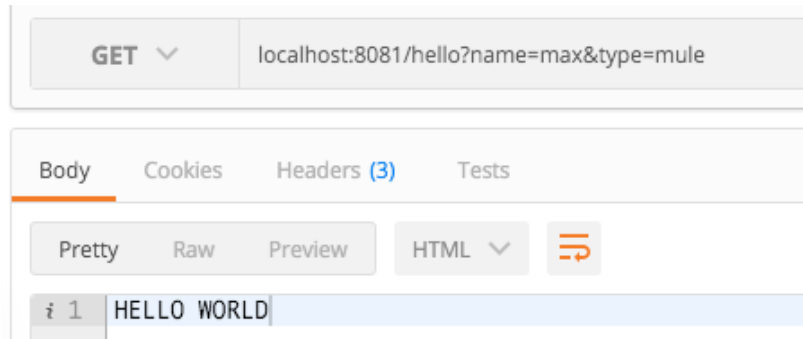 GET localhost:8081/hello?name=max&type=mule
Body Cookies Headers (3) Tests
Pretty Raw Preview HTML
i 1 HELLO WORLD